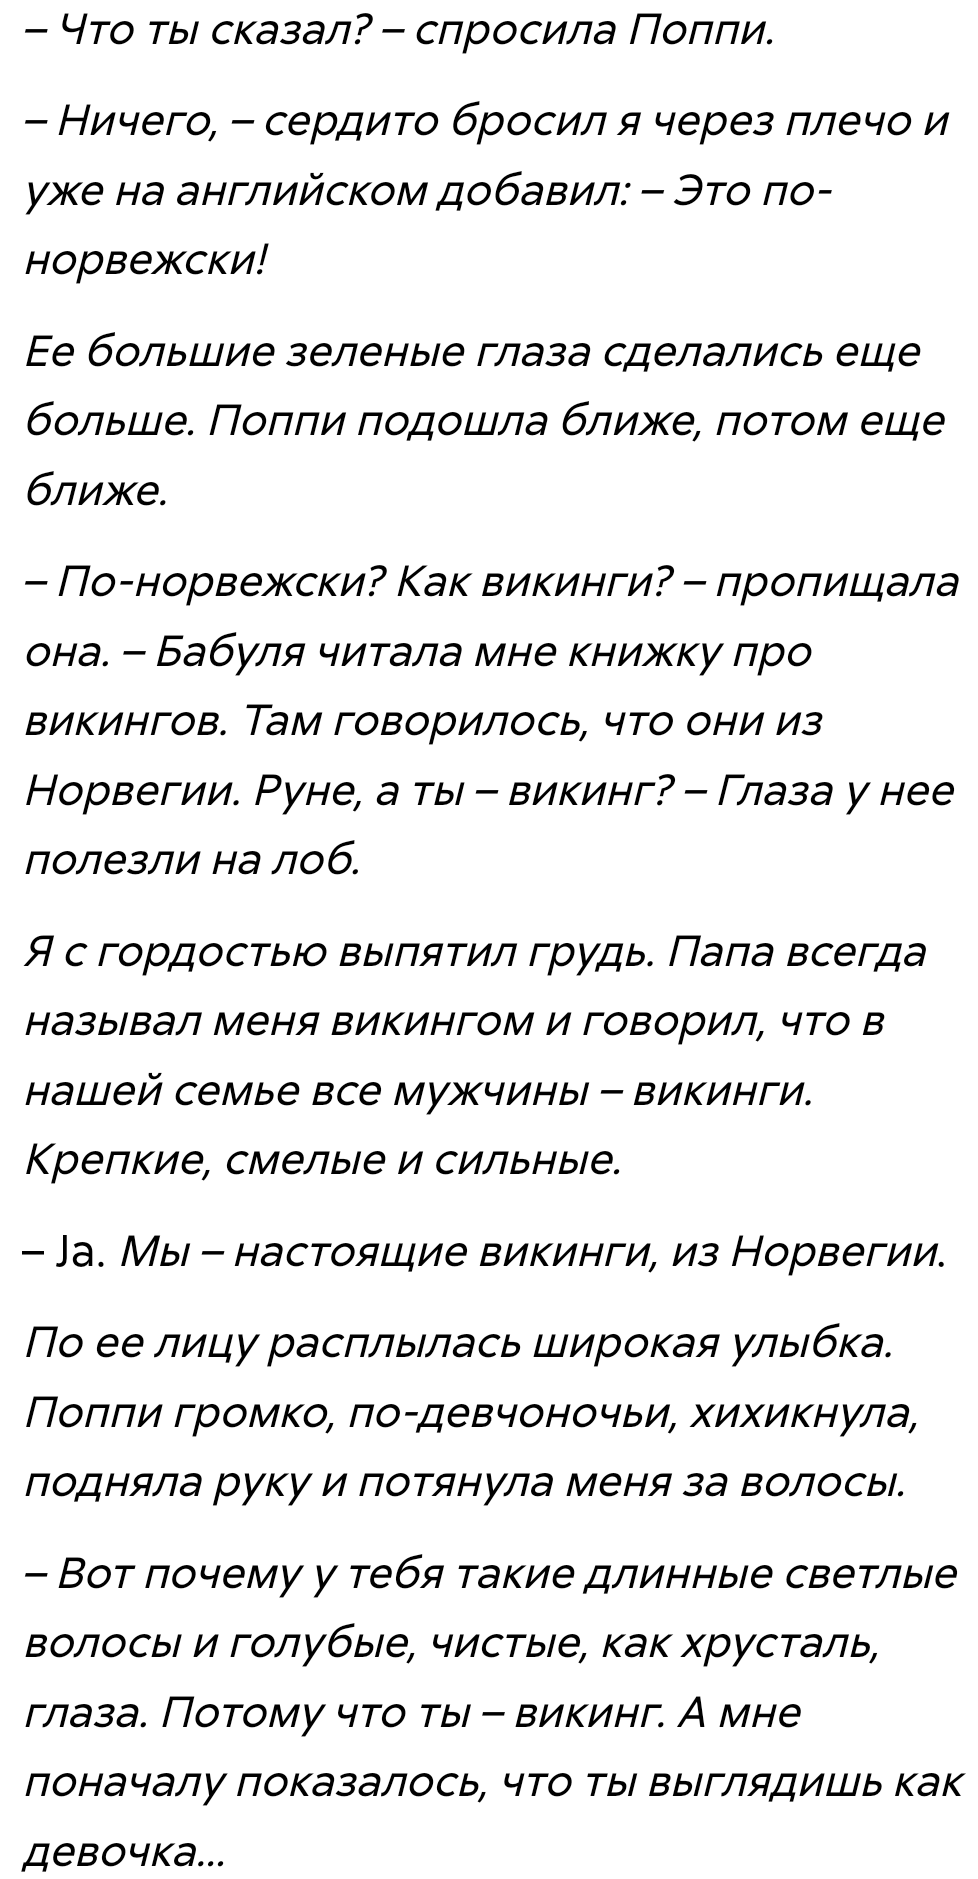 – Что ты сказал? – спросила Поппи.
– Ничего, – сердито бросил я через плечо и
уже на английском добавил: – Это по-
норвежски!
Ее большие зеленые глаза сделались еще
больше. Поппи подошла ближе, потом еще
ближе.
– По-норвежски? Как викинги? – пропищала
она. – Бабуля читала мне книжку про
викингов. Там говорилось, что они из
Норвегии. Руне, а ты – викинг? – Глаза у нее
полезли на лоб.
Я с гордостью выпятил грудь. Папа всегда
называл меня викингом и говорил, что в
нашей семье все мужчины – викинги.
Крепкие, смелые и сильные.
– Ja. Мы – настоящие викинги, из Норвегии.
По ее лицу расплылась широкая улыбка.
Поппи громко, по-девчоночьи, хихикнула,
подняла руку и потянула меня за волосы.
– Вот почему у тебя такие длинные светлые
волосы и голубые, чистые, как хрусталь,
глаза. Потому что ты – викинг. А мне
поначалу показалось, что ты выглядишь как
девочка...